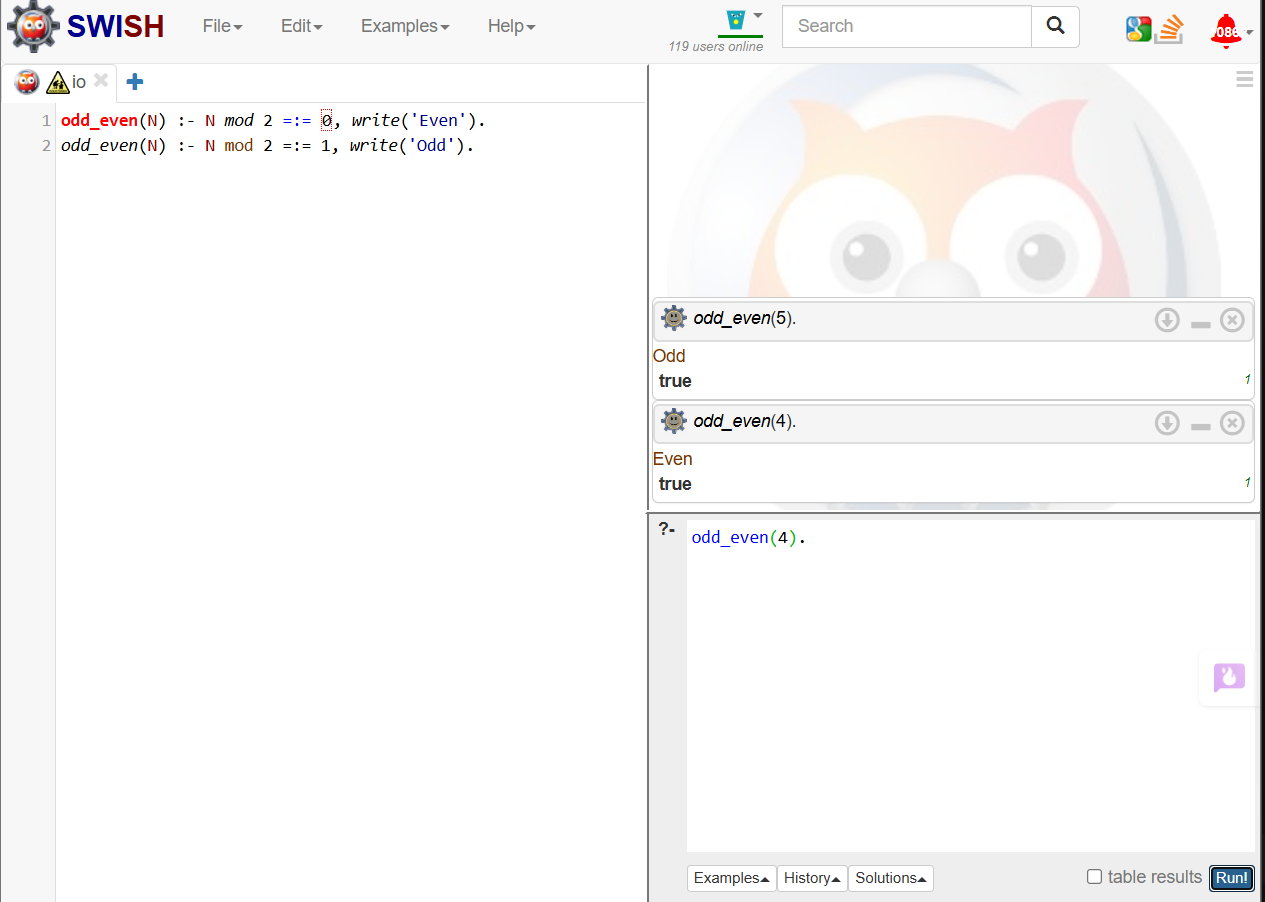 SWISH File Edit Examples Help 119 users online Search
io
1 odd_even(N) :- N mod 2 =:= 0, write('Even').
2 odd_even(N) :- N mod 2 =:= 1, write('Odd').
odd_even(5).
Odd
true 1
odd_even(4).
Even
true 1
?- odd_even(4).
Examples History Solutions table results Run!